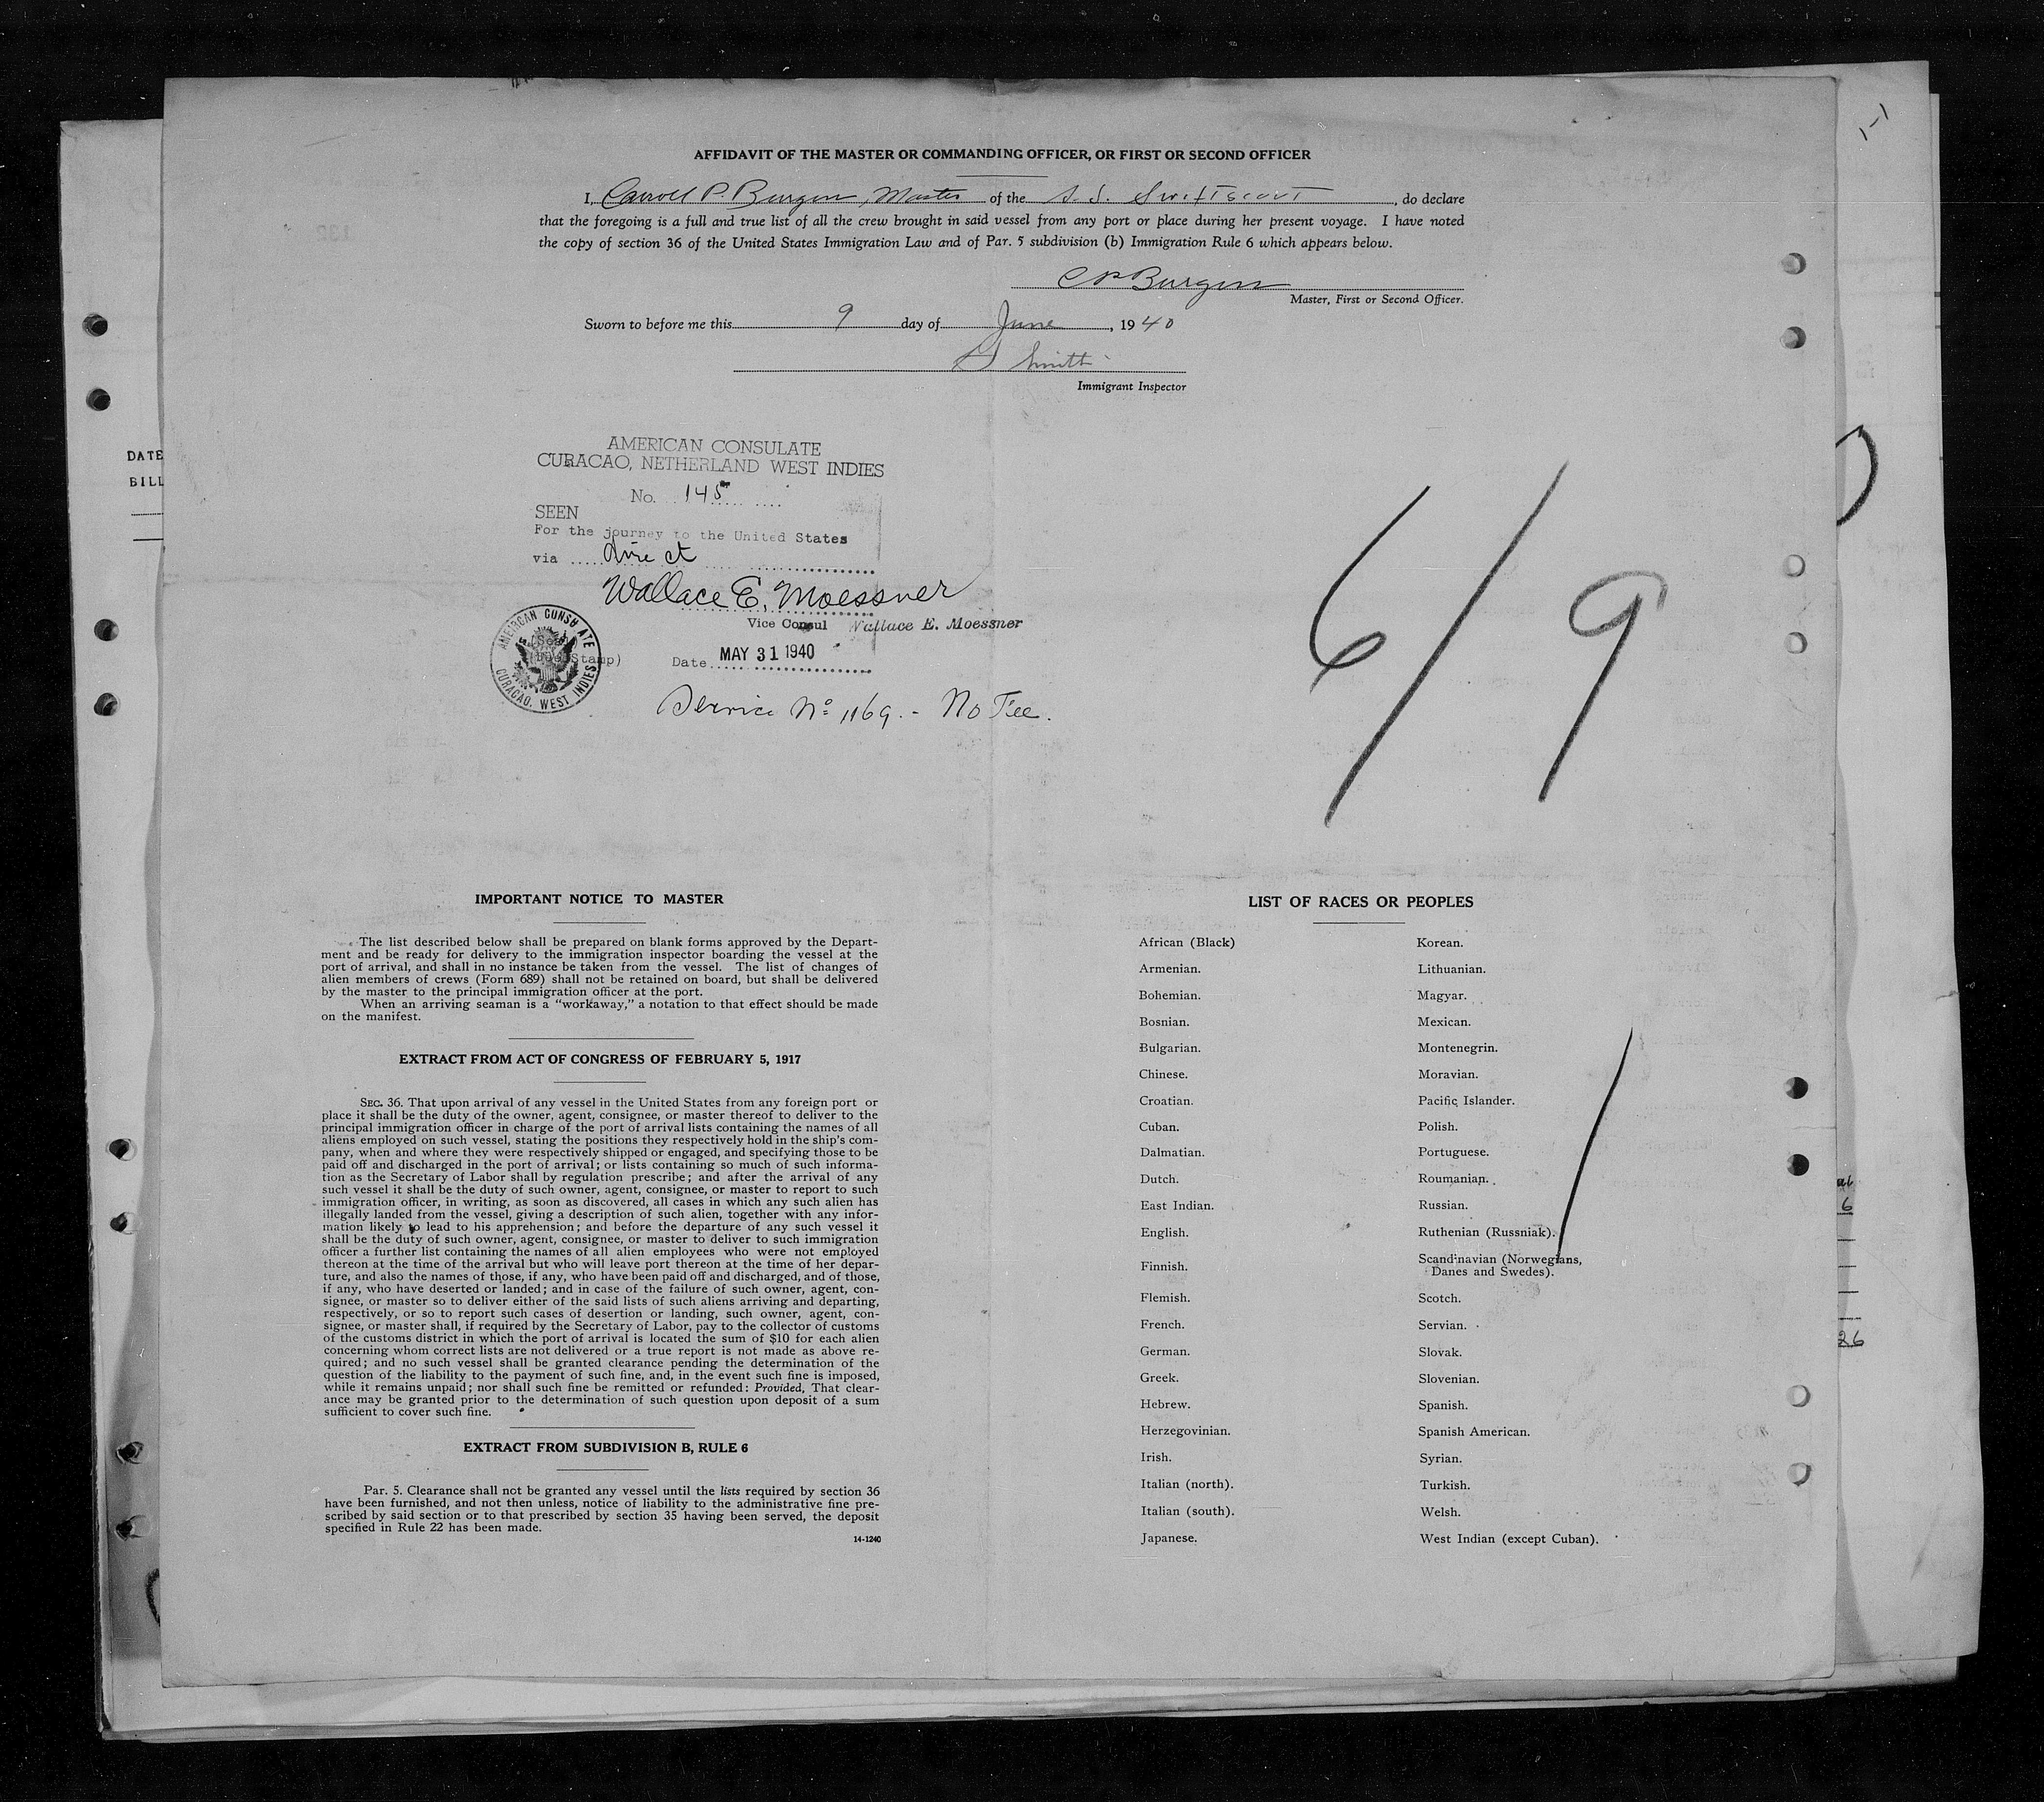 1-1
AFFIDAVIT OF THE MASTER OR COMMANDING OFFICER, OR FIRST OR SECOND OFFICER
I, Carroll P. Burgess, Master of the S. S. Swiftscout, do declare
that the foregoing is a full and true list of all the crew brought in said vessel from any port or place during her present voyage. I have noted
the copy of section 36 of the United States Immigration Law and of Par. 5 subdivision (b) Immigration Rule 6 which appears below.
C P Burgess
Master, First or Second Officer.
Sworn to before me this 9 day of June, 1940
Smith
Immigrant Inspector
DATE
BILL
AMERICAN CONSULATE
CURACAO, NETHERLAND WEST INDIES
No. 145
SEEN
For the journey to the United States
via direct
Wallace E. Moessner
Vice Consul Wallace E. Moessner
AMERICAN CONSULATE
CURACAO, WEST INDIES
(Seal)
Stamp)
Date MAY 31 1940
Service No 1169. - No Fee.
6/9
IMPORTANT NOTICE TO MASTER
The list described below shall be prepared on blank forms approved by the Depart-
ment and be ready for delivery to the immigration inspector boarding the vessel at the
port of arrival, and shall in no instance be taken from the vessel. The list of changes of
alien members of crews (Form 689) shall not be retained on board, but shall be delivered
by the master to the principal immigration officer at the port.
When an arriving seaman is a “workaway,” a notation to that effect should be made
on the manifest.
EXTRACT FROM ACT OF CONGRESS OF FEBRUARY 5, 1917
SEC. 36. That upon arrival of any vessel in the United States from any foreign port or
place it shall be the duty of the owner, agent, consignee, or master thereof to deliver to the
principal immigration officer in charge of the port of arrival lists containing the names of all
aliens employed on such vessel, stating the positions they respectively hold in the ship's com-
pany, when and where they were respectively shipped or engaged, and specifying those to be
paid off and discharged in the port of arrival; or lists containing so much of such informa-
tion as the Secretary of Labor shall by regulation prescribe; and after the arrival of any
such vessel it shall be the duty of such owner, agent, consignee, or master to report to such
immigration officer, in writing, as soon as discovered, all cases in which any such alien has
illegally landed from the vessel, giving a description of such alien, together with any infor-
mation likely to lead to his apprehension; and before the departure of any such vessel it
shall be the duty of such owner, agent, consignee, or master to deliver to such immigration
officer a further list containing the names of all alien employees who were not employed
thereon at the time of the arrival but who will leave port thereon at the time of her depar-
ture, and also the names of those, if any, who have been paid off and discharged, and of those,
if any, who have deserted or landed; and in case of the failure of such owner, agent, con-
signee, or master so to deliver either of the said lists of such aliens arriving and departing,
respectively, or so to report such cases of desertion or landing, such owner, agent, con-
signee, or master shall, if required by the Secretary of Labor, pay to the collector of customs
of the customs district in which the port of arrival is located the sum of $10 for each alien
concerning whom correct lists are not delivered or a true report is not made as above re-
quired; and no such vessel shall be granted clearance pending the determination of the
question of the liability to the payment of such fine, and, in the event such fine is imposed,
while it remains unpaid; nor shall such fine be remitted or refunded: Provided, That clear-
ance may be granted prior to the determination of such question upon deposit of a sum
sufficient to cover such fine.
EXTRACT FROM SUBDIVISION B, RULE 6
Par. 5. Clearance shall not be granted any vessel until the lists required by section 36
have been furnished, and not then unless, notice of liability to the administrative fine pre-
scribed by said section or to that prescribed by section 35 having been served, the deposit
specified in Rule 22 has been made.
14-1240
LIST OF RACES OR PEOPLES
African (Black)
Armenian.
Bohemian.
Bosnian.
Bulgarian.
Chinese.
Croatian.
Cuban.
Dalmatian.
Dutch.
East Indian.
English.
Finnish.
Flemish.
French.
German.
Greek.
Hebrew.
Herzegovinian.
Irish.
Italian (north).
Italian (south).
Japanese.
Korean.
Lithuanian.
Magyar.
Mexican.
Montenegrin.
Moravian.
Pacific Islander.
Polish.
Portuguese.
Roumanian.
Russian.
Ruthenian (Russniak).
Scandinavian (Norwegians,
Danes and Swedes).
Scotch.
Servian.
Slovak.
Slovenian.
Spanish.
Spanish American.
Syrian.
Turkish.
Welsh.
West Indian (except Cuban).
6
26